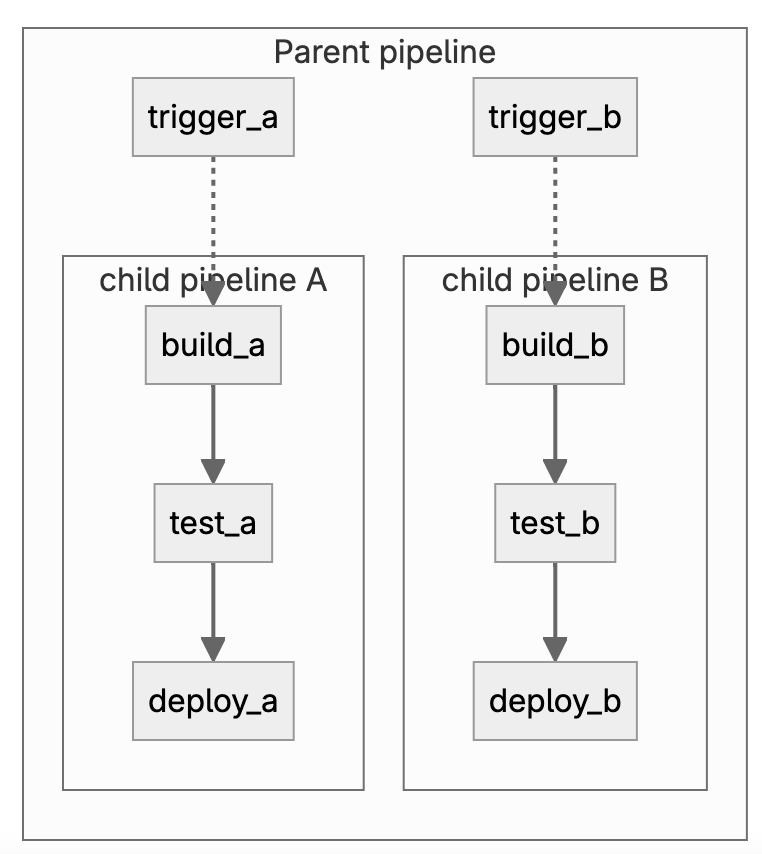 Parent pipeline
trigger_a
trigger_b
child pipeline A
child pipeline B
build_a
build_b
test_a
test_b
deploy_a
deploy_b